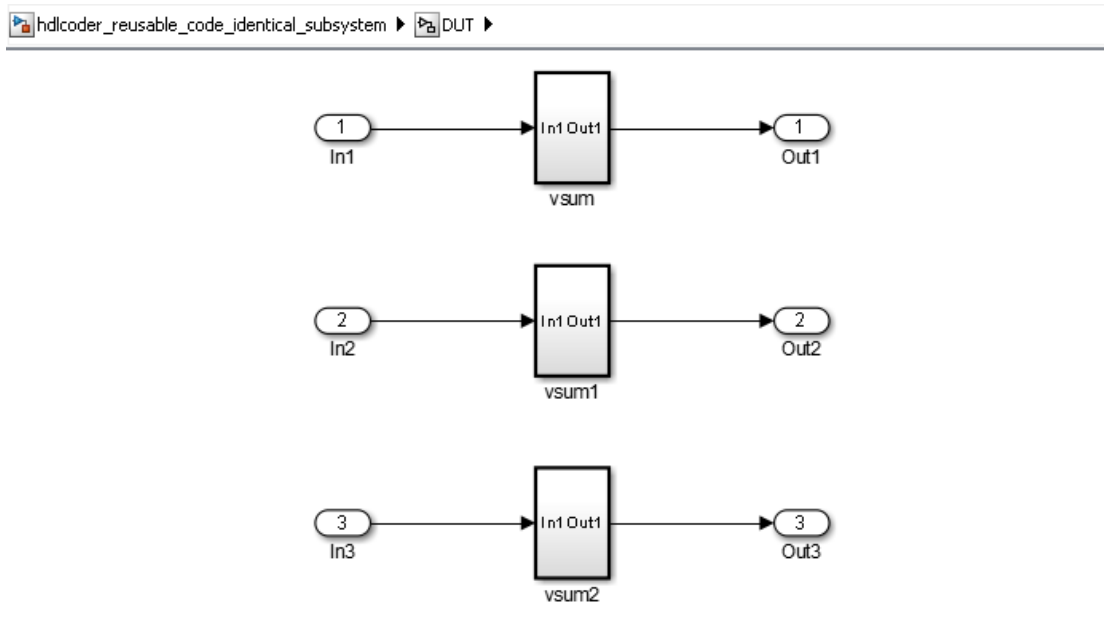 hdlcoder_reusable_code_identical_subsystem DUT
1 In1 Out1 1
In1 Out1
vsum
2 In1 Out1 2
In2 Out2
vsum1
3 In1 Out1 3
In3 Out3
vsum2